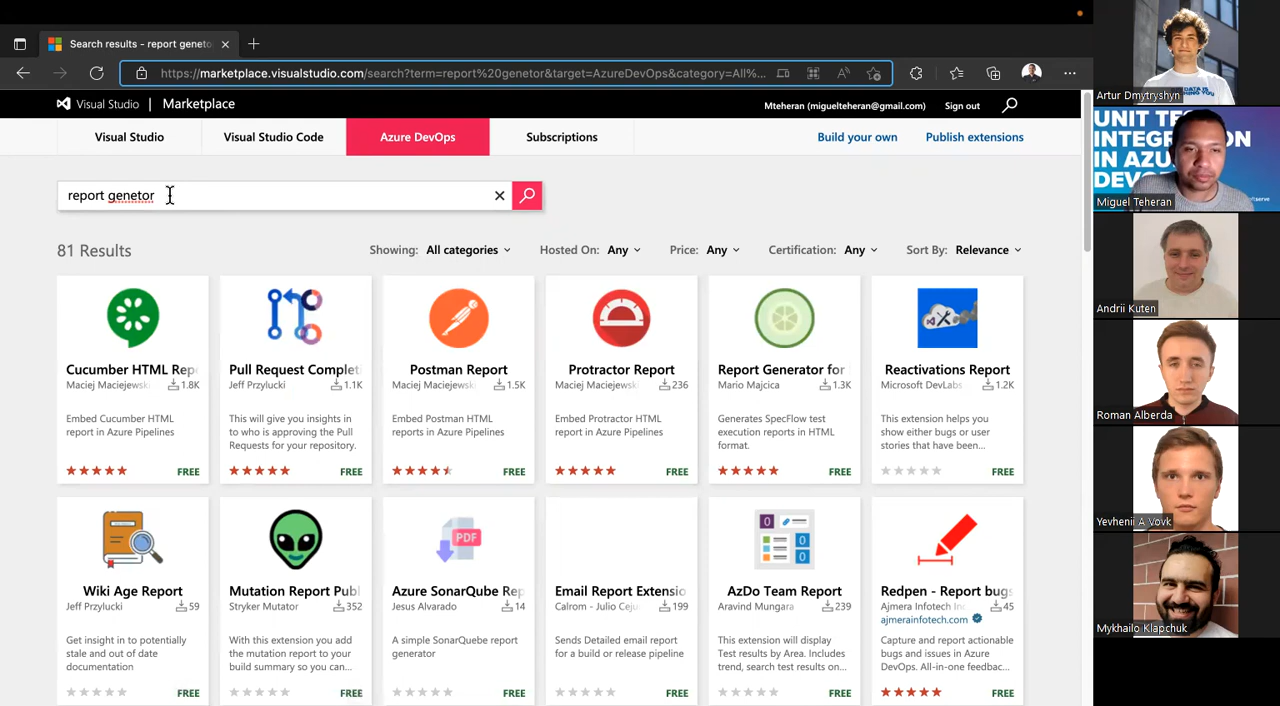 Search results - report geneto
https://marketplace.visualstudio.com/search?term=report%20genetor&target=AzureDevOps&category=All%...
Visual Studio | Marketplace
Mteheran (miguelteheran@gmail.com)
Sign out
Visual Studio
Visual Studio Code
Azure DevOps
Subscriptions
Build your own
Publish extensions
report genetor
81 Results
Showing: All categories
Hosted On: Any
Price: Any
Certification: Any
Sort By: Relevance
Cucumber HTML Rep
Maciej Maciejewsk 1.8K
Embed Cucumber HTML
report in Azure Pipelines
FREE
Pull Request Completi
Jeff Przylucki 1.1K
This will give you insights in
to who is approving the Pull
Requests for your repository.
FREE
Postman Report
Maciej Maciejewsk 1.5K
Embed Postman HTML
reports in Azure Pipelines
FREE
Protractor Report
Maciej Maciejewsk 236
Embed Protractor HTML
report in Azure Pipelines
FREE
Report Generator for
Mario Majcica 1.3K
Generates SpecFlow test
execution reports in HTML
format.
FREE
Reactivations Report
Microsoft DevLabs 1.2K
This extension helps you
show either bugs or user
stories that have been...
FREE
Wiki Age Report
Jeff Przylucki 59
Get insight in to potentially
stale and out of date
documentation
FREE
Mutation Report Publ
Stryker Mutator 352
With this extension you add
the mutation report to your
build summary so you can...
FREE
PDF
Azure SonarQube Rep
Jesus Alvarado 14
A simple SonarQuebe report
generator
FREE
Email Report Extensio
Calrom - Julio Ceju 199
Sends Detailed email report
for a build or release pipeline
FREE
0
0
0
AzDo Team Report
Aravind Mungara 239
This extension will display
Test results by Area. Includes
trend, search test results on...
FREE
Redpen - Report bugs
Ajmera Infotech Inc 45
ajmerainfotech.com
Capture and report actionable
bugs and issues in Azure
DevOps. All-in-one feedbac...
FREE
Artur Dmytryshyn
UNIT TES
INTEGR ON
IN AZU
DEVO
Miguel Teheran
Andrii Kuten
Roman Alberda
Yevhenii A Vovk
Mykhailo Klapchuk